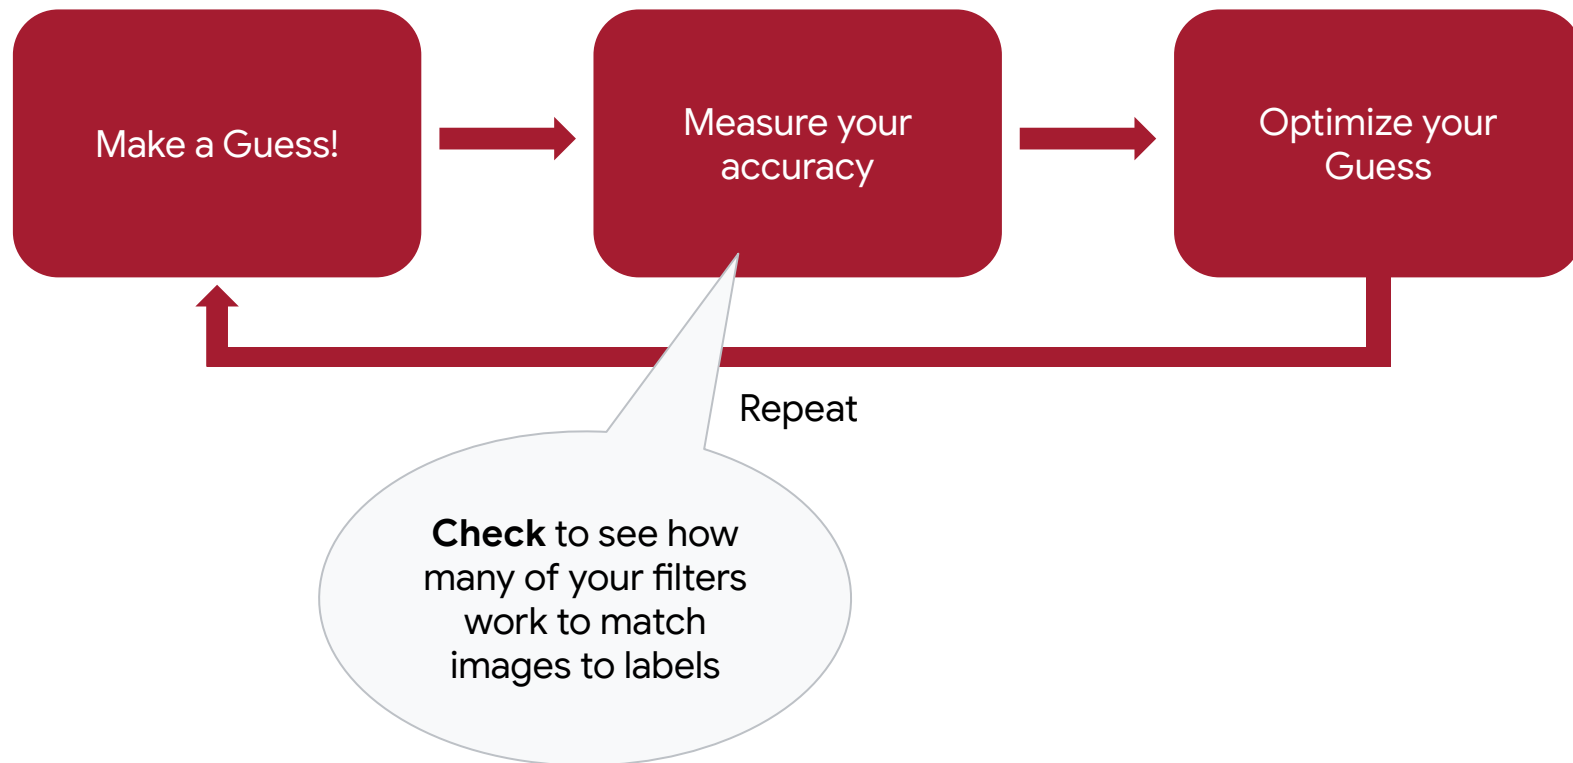 Make a Guess!
Measure your
accuracy
Optimize your
Guess
Repeat
Check to see how
many of your filters
work to match
images to labels